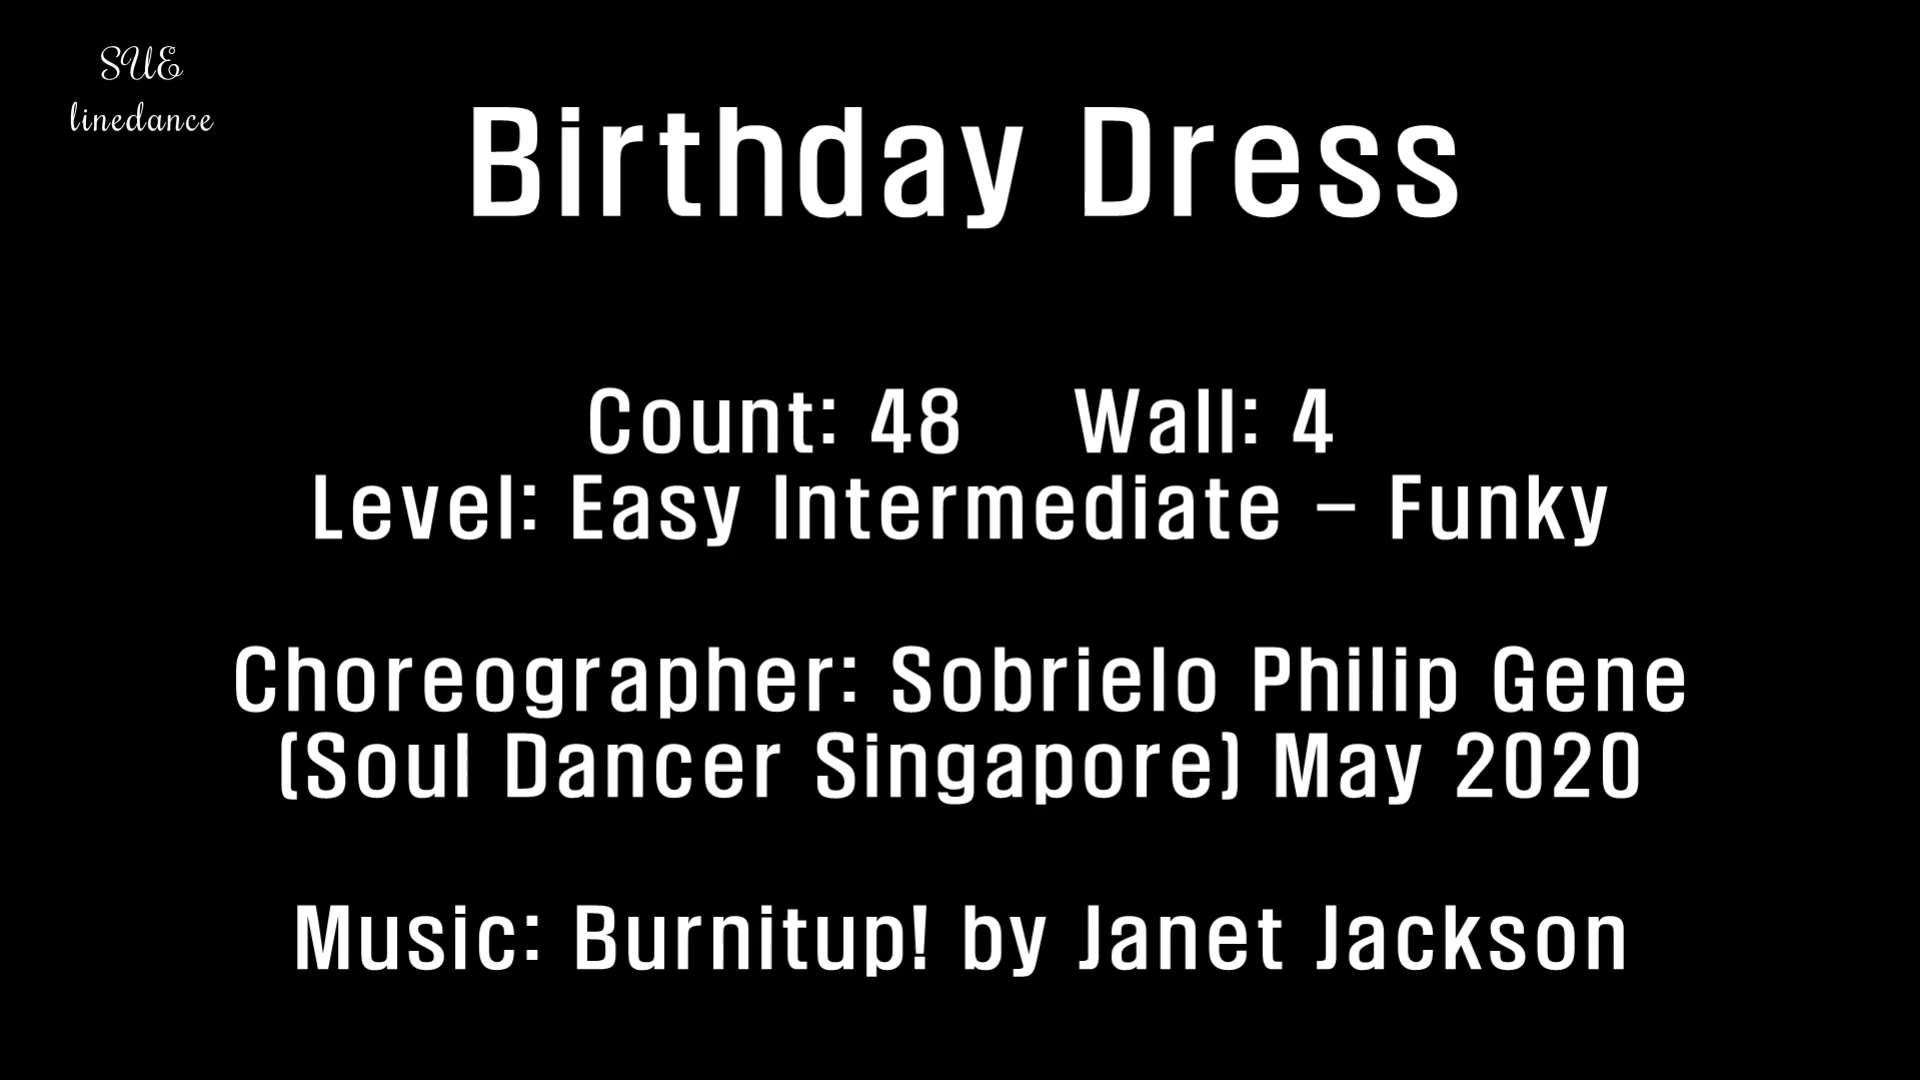 SUE
linedance
Birthday Dress
Count: 48 Wall: 4
Level: Easy Intermediate - Funky
Choreographer: Sobrielo Philip Gene
(Soul Dancer Singapore) May 2020
Music: Burnitup! by Janet Jackson